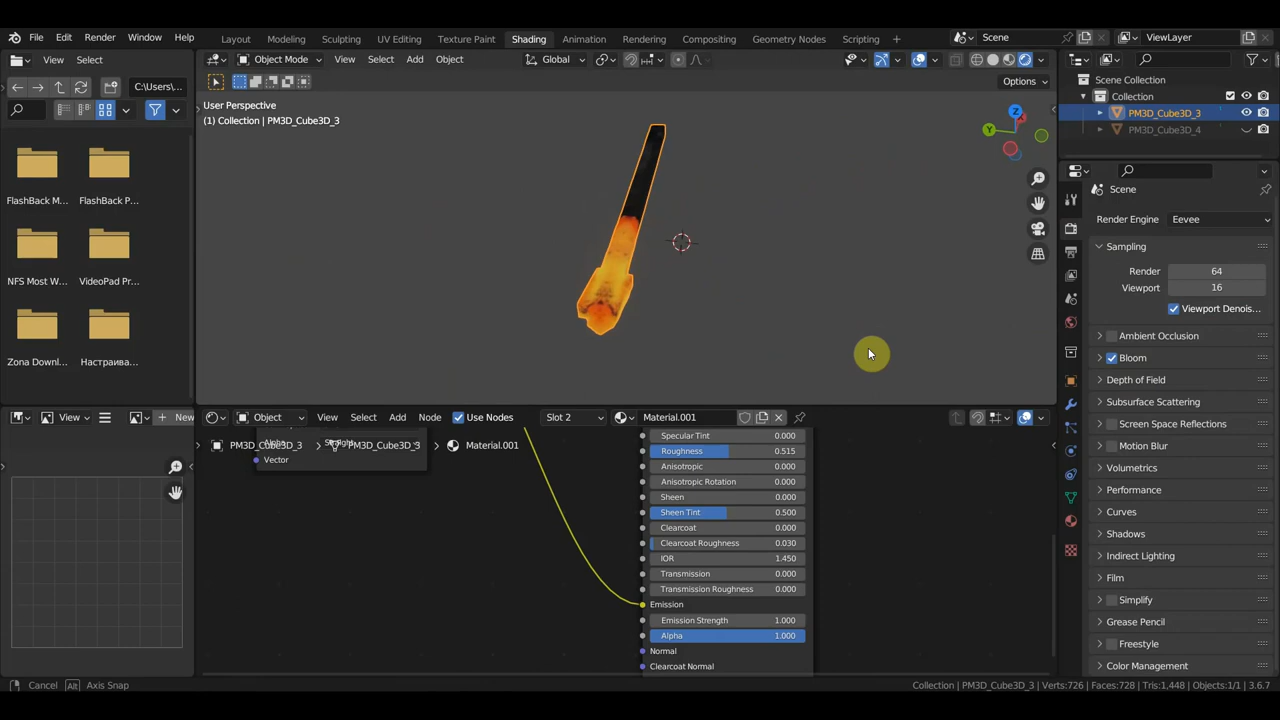 File Edit Render Window Help Layout Modeling Sculpting UV Editing Texture Paint Shading Animation Rendering Compositing Geometry Nodes Scripting Scene ViewLayer
View Select Object Mode View Select Add Object Global
C:\Users\... Options
User Perspective
(1) Collection | PM3D_Cube3D_3
Scene Collection
Collection
PM3D_Cube3D_3
PM3D_Cube3D_4
X
Y
Z
FlashBack M... FlashBack P...
NFS Most W... VideoPad Pr...
Zona Downl... Настраива...
Scene
Render Engine Eevee
Sampling
Render 64
Viewport 16
Viewport Denois...
Ambient Occlusion
Bloom
Depth of Field
Subsurface Scattering
Screen Space Reflections
Motion Blur
Volumetrics
Performance
Curves
Shadows
Indirect Lighting
Film
Simplify
Grease Pencil
Freestyle
Color Management
View New Object View Select Add Node Use Nodes Slot 2 Material.001
PM3D_Cube3D_3 PM3D_Cube3D_3 Material.001
Vector
Specular Tint 0.000
Roughness 0.515
Anisotropic 0.000
Anisotropic Rotation 0.000
Sheen 0.000
Sheen Tint 0.500
Clearcoat 0.000
Clearcoat Roughness 0.030
IOR 1.450
Transmission 0.000
Transmission Roughness 0.000
Emission
Emission Strength 1.000
Alpha 1.000
Normal
Clearcoat Normal
Cancel Alt Axis Snap Collection | PM3D_Cube3D_3 | Verts:726 | Faces:728 | Tris:1,448 | Objects:1/1 | 3.6.7